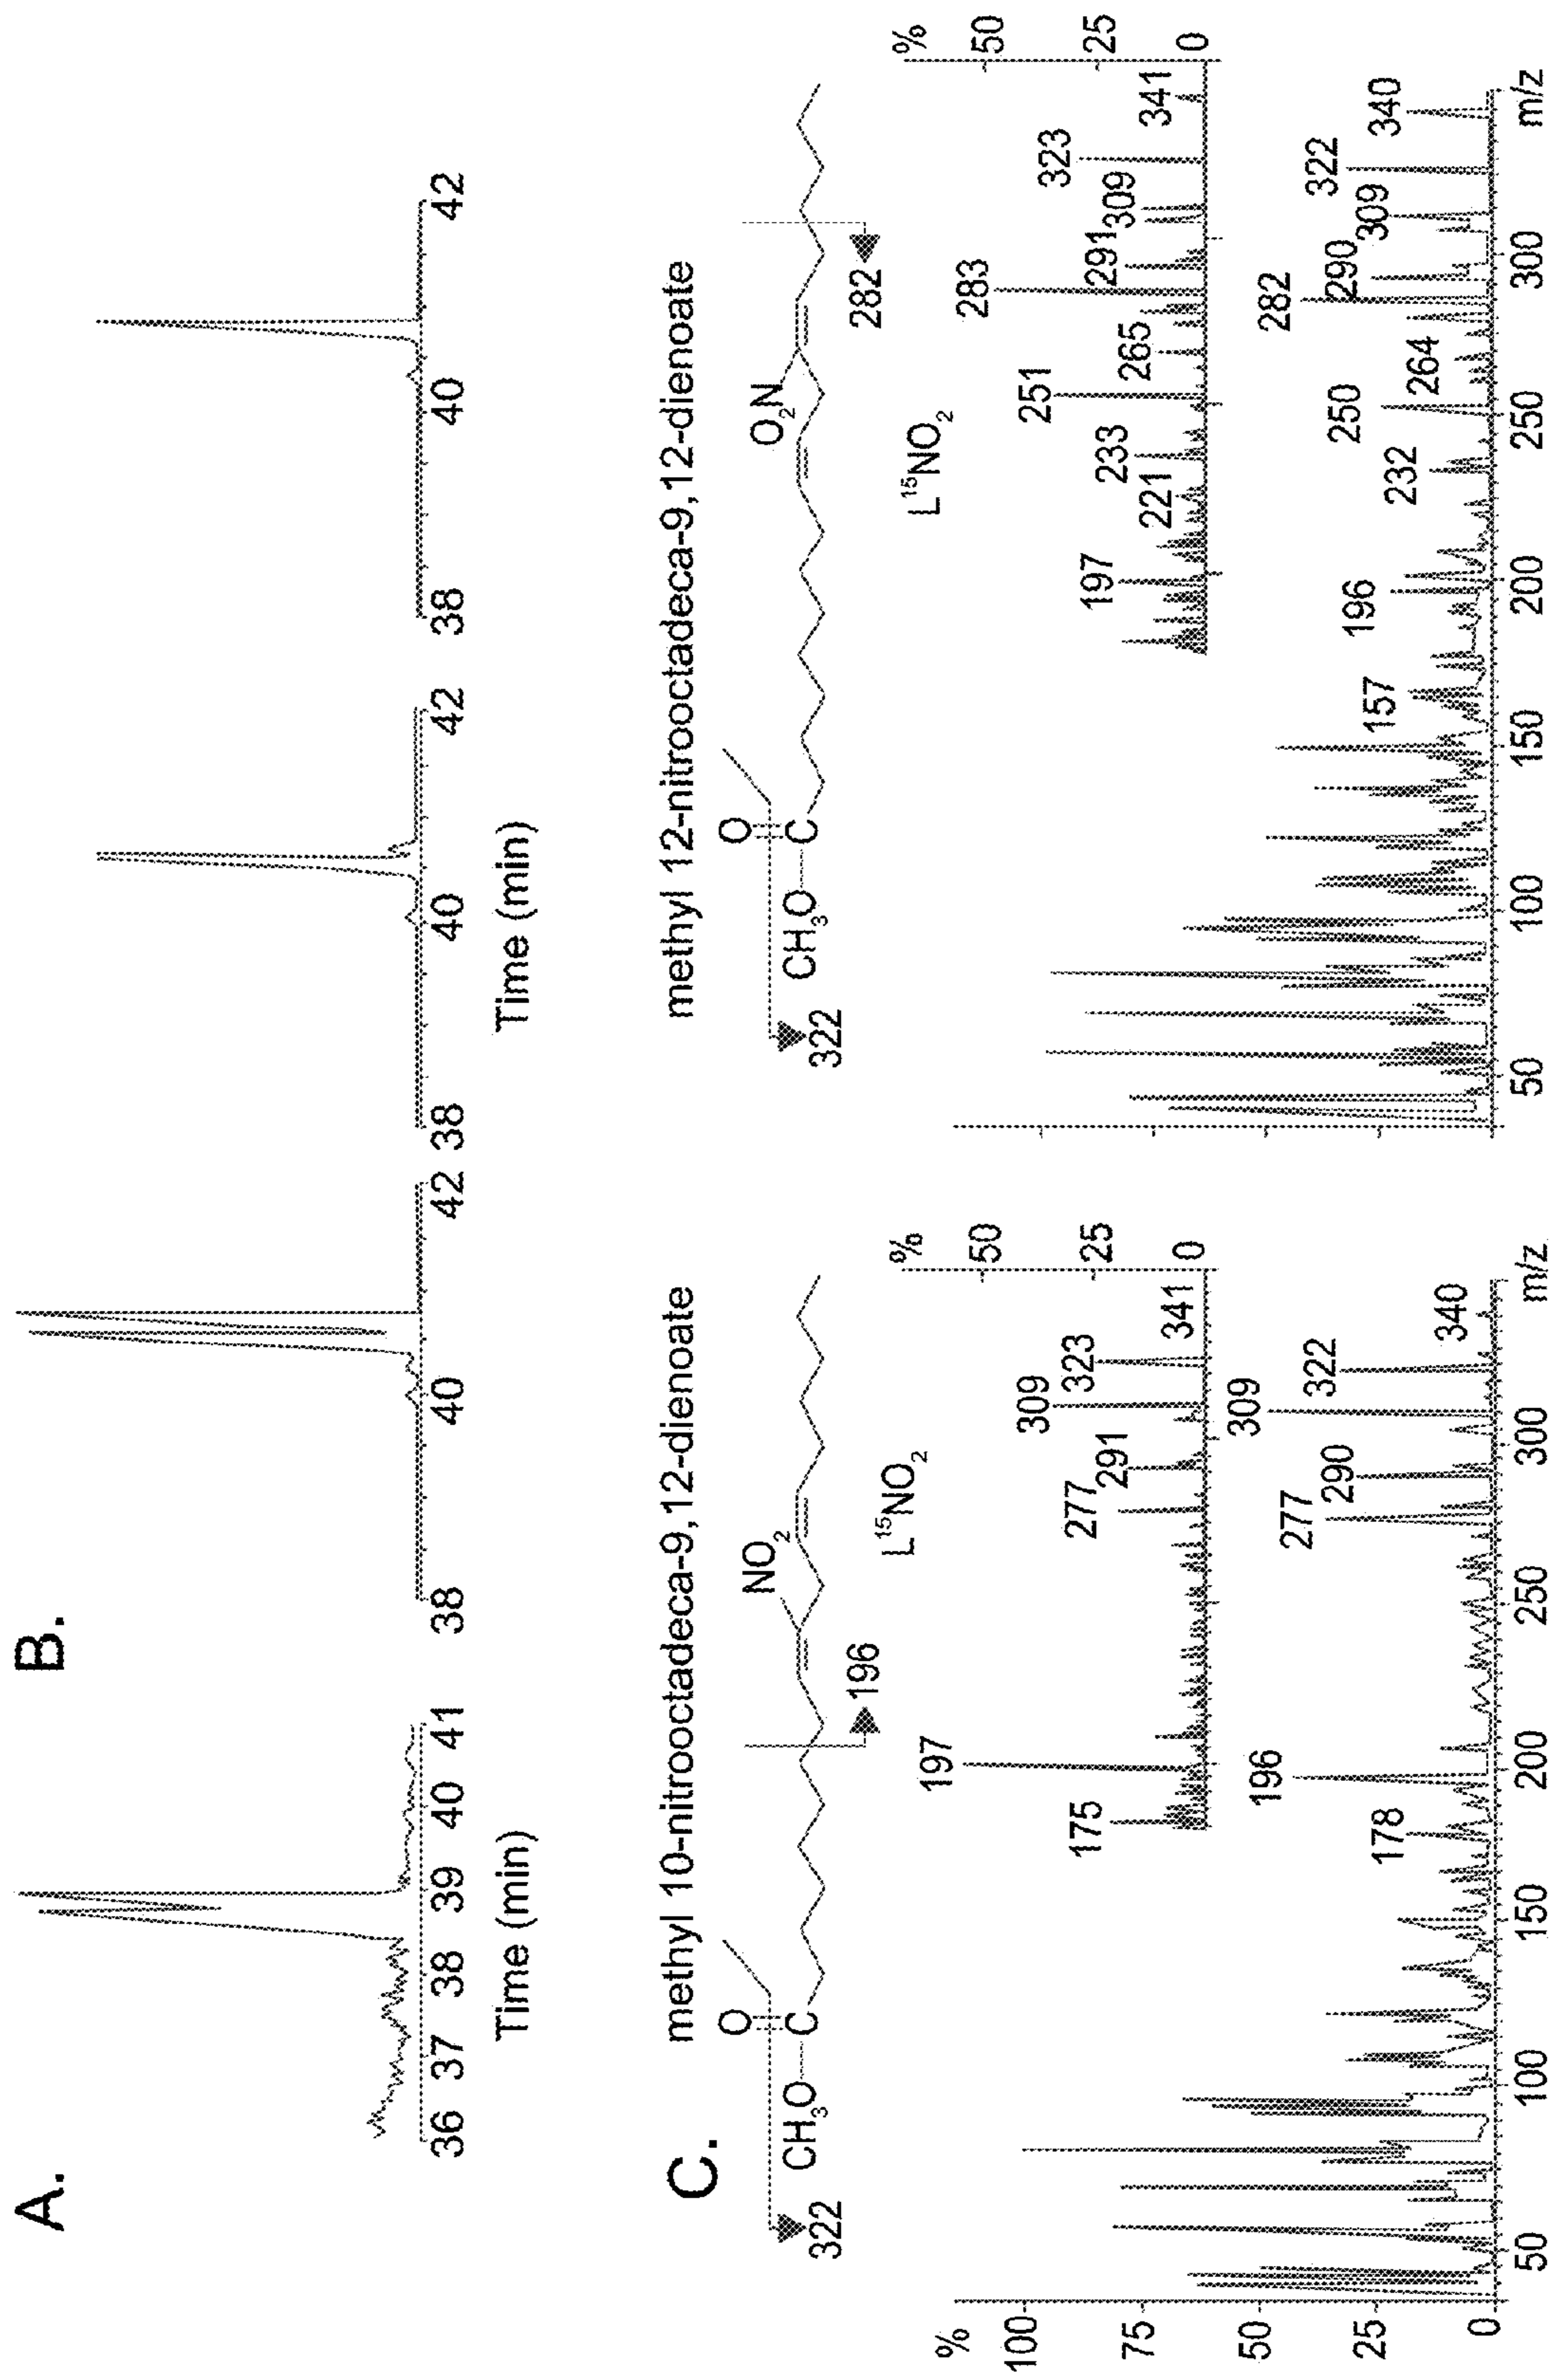 A.
36 37 38 39 40 41
Time (min)
B.
38 40 42
38 40 42
38 40 42
Time (min)
C.
methyl 10-nitrooctadeca-9,12-dienoate
O
C
CH3O
NO2
322
196
L15NO2
% 50 25 0
175 197 277 291 309 323 341
% 100 75 50 25 0
178 196 277 290 309 322 340
50 100 150 200 250 300 m/z
methyl 12-nitrooctadeca-9,12-dienoate
O
C
CH3O
O2N
322
282
L15NO2
% 50 25 0
197 221 233 251 265 283 291 309 323 341
157 196 232 250 264 282 290 309 322 340
50 100 150 200 250 300 m/z